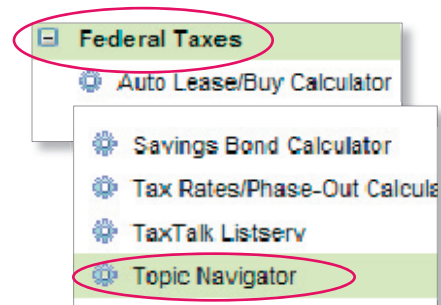 Federal Taxes
Auto Lease/Buy Calculator
Savings Bond Calculator
Tax Rates/Phase-Out Calcula
TaxTalk Listserv
Topic Navigator